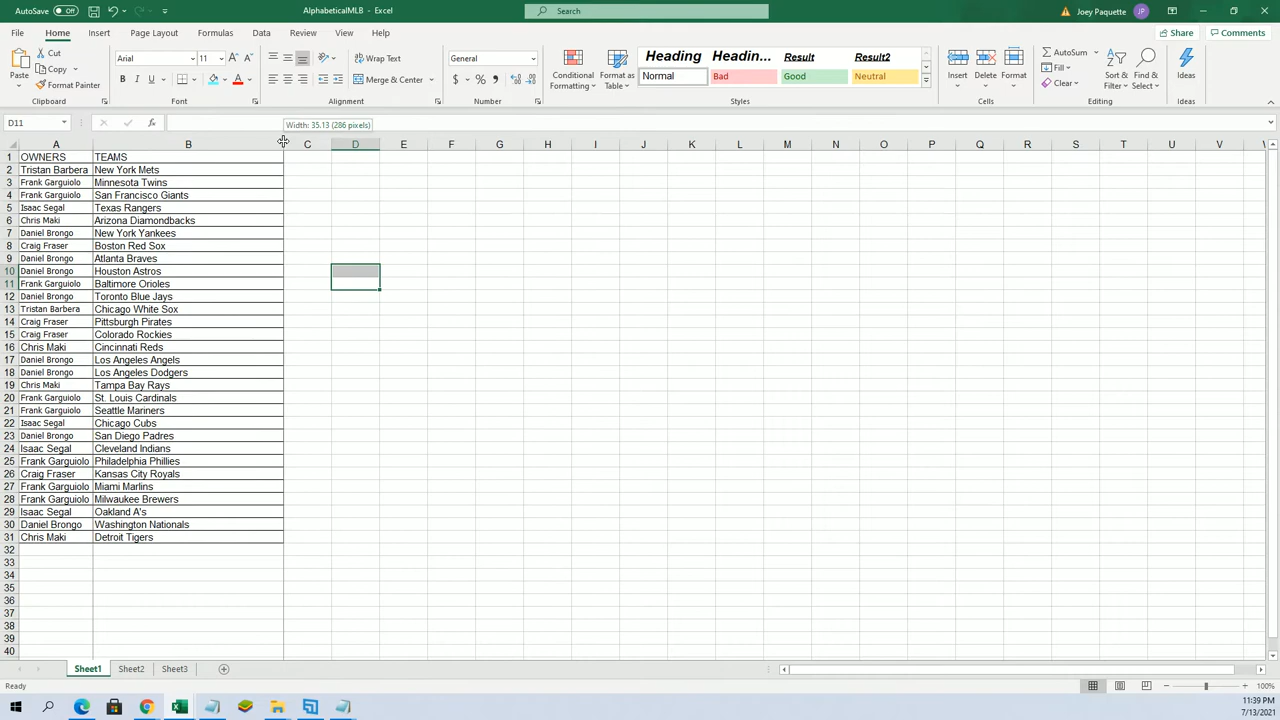 AutoSave Off AlphabeticalMLB - Excel Search Joey Paquette JP
File Home Insert Page Layout Formulas Data Review View Help Share Comments
Paste Cut Copy Format Painter Clipboard
Arial 11 A A B I U A Font
Wrap Text Merge & Center Alignment
General $ % , Number
Conditional Formatting Format as Table Heading Headin... Result Result2 Normal Bad Good Neutral Styles
Insert Delete Format Cells
AutoSum Fill Clear Sort & Filter Find & Select Editing
Ideas Ideas
D11 fx Width: 35.13 (286 pixels)
A B C D E F G H I J K L M N O P Q R S T U V
1 OWNERS TEAMS
2 Tristan Barbera New York Mets
3 Frank Garguiolo Minnesota Twins
4 Frank Garguiolo San Francisco Giants
5 Isaac Segal Texas Rangers
6 Chris Maki Arizona Diamondbacks
7 Daniel Brongo New York Yankees
8 Craig Fraser Boston Red Sox
9 Daniel Brongo Atlanta Braves
10 Daniel Brongo Houston Astros
11 Frank Garguiolo Baltimore Orioles
12 Daniel Brongo Toronto Blue Jays
13 Tristan Barbera Chicago White Sox
14 Craig Fraser Pittsburgh Pirates
15 Craig Fraser Colorado Rockies
16 Chris Maki Cincinnati Reds
17 Daniel Brongo Los Angeles Angels
18 Daniel Brongo Los Angeles Dodgers
19 Chris Maki Tampa Bay Rays
20 Frank Garguiolo St. Louis Cardinals
21 Frank Garguiolo Seattle Mariners
22 Isaac Segal Chicago Cubs
23 Daniel Brongo San Diego Padres
24 Isaac Segal Cleveland Indians
25 Frank Garguiolo Philadelphia Phillies
26 Craig Fraser Kansas City Royals
27 Frank Garguiolo Miami Marlins
28 Frank Garguiolo Milwaukee Brewers
29 Isaac Segal Oakland A's
30 Daniel Brongo Washington Nationals
31 Chris Maki Detroit Tigers
32
33
34
35
36
37
38
39
40
Sheet1 Sheet2 Sheet3
Ready 100%
11:39 PM
7/13/2021